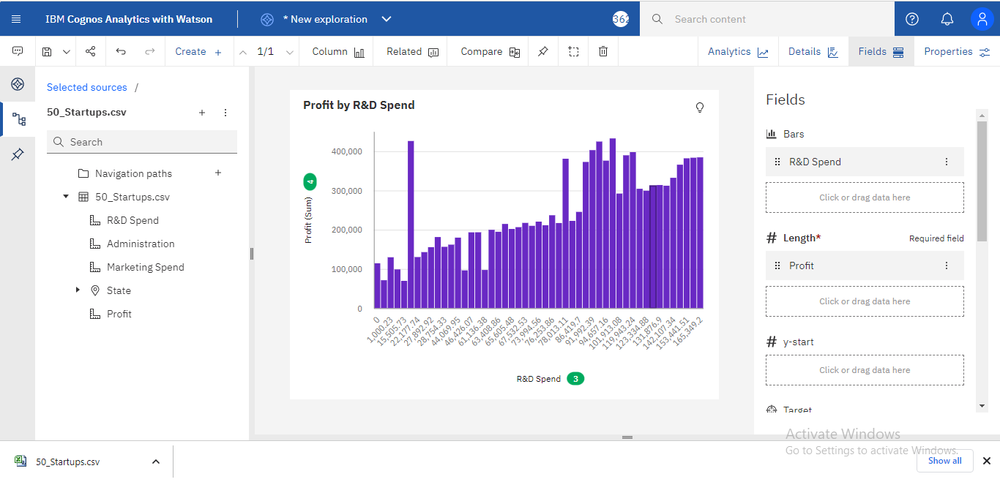 IBM Cognos Analytics with Watson
* New exploration
362
Search content
Create +
1/1
Column
Related
Compare
Analytics
Details
Fields
Properties
Selected sources /
50_Startups.csv
Search
Navigation paths
50_Startups.csv
R&D Spend
Administration
Marketing Spend
State
Profit
Profit by R&D Spend
400,000
300,000
200,000
100,000
0
Profit (Sum) 4
0
1,000.23
15,505.73
22,177.74
27,892.92
28,754.33
44,069.95
46,426.07
61,136.38
63,408.86
65,605.48
67,532.53
73,994.56
76,253.86
78,013.11
86,419.7
91,992.39
94,657.16
101,913.08
119,943.24
123,334.88
131,876.9
142,107.34
153,441.51
165,349.2
R&D Spend 3
Fields
Bars
R&D Spend
Click or drag data here
# Length* Required field
Profit
Click or drag data here
# y-start
Click or drag data here
Target
Activate Windows
Go to Settings to activate Windows.
50_Startups.csv
Show all